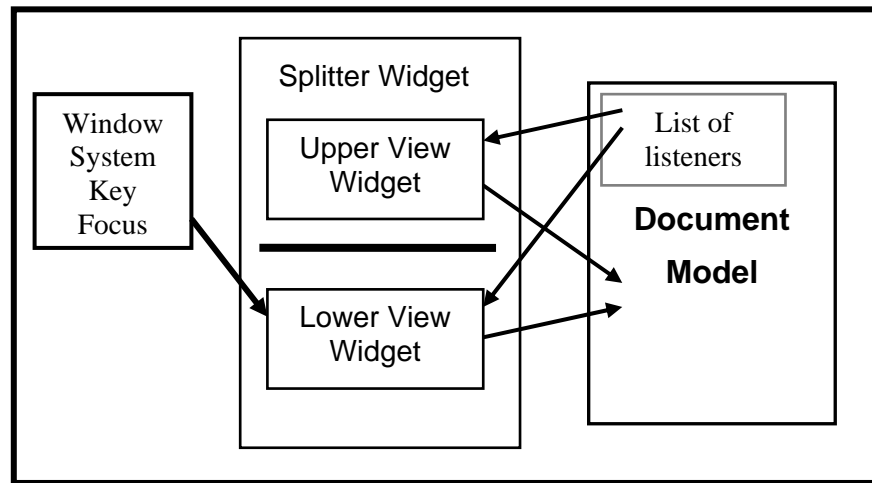 Splitter Widget
Window
System
Key
Focus
Upper View
Widget
Lower View
Widget
List of
listeners
Document
Model